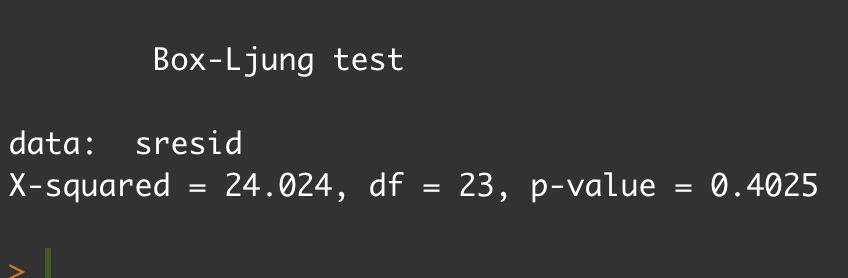 Box-Ljung test
data:  sresid
X-squared = 24.024, df = 23, p-value = 0.4025
>